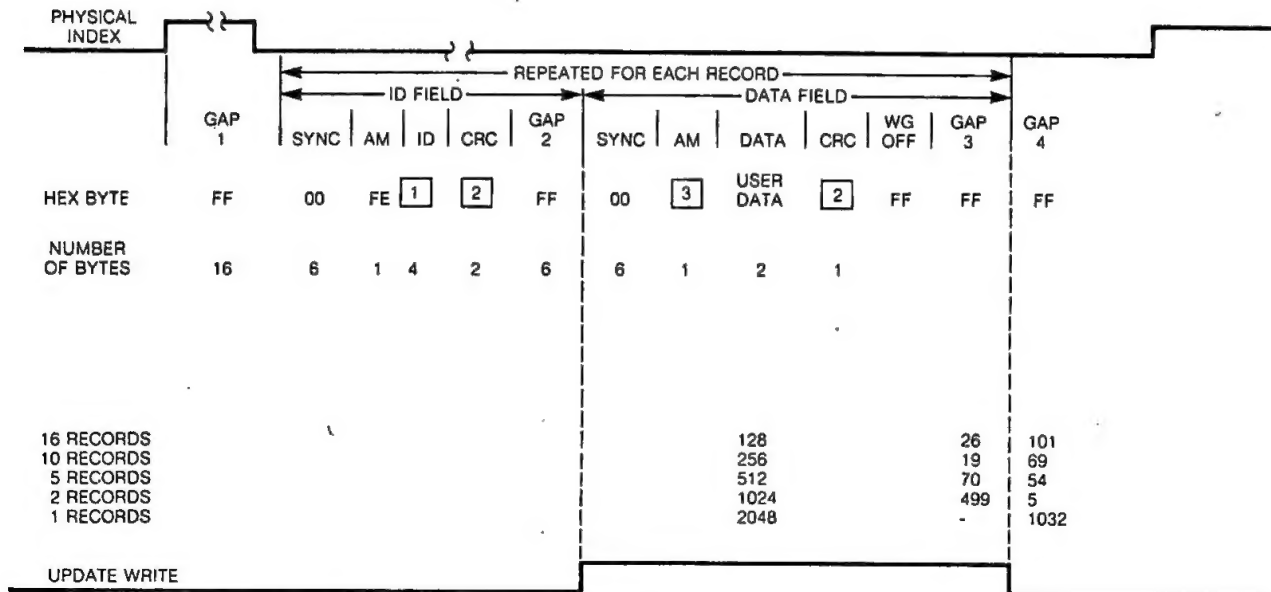 PHYSICAL
INDEX
REPEATED FOR EACH RECORD
ID FIELD DATA FIELD
GAP 1 SYNC AM ID CRC GAP 2 SYNC AM DATA CRC WG OFF GAP 3 GAP 4
HEX BYTE FF 00 FE 1 2 FF 00 3 USER DATA 2 FF FF FF
NUMBER
OF BYTES 16 6 1 4 2 6 6 1 2 1
16 RECORDS 128 26 101
10 RECORDS 256 19 69
5 RECORDS 512 70 54
2 RECORDS 1024 499 5
1 RECORDS 2048 - 1032
UPDATE WRITE